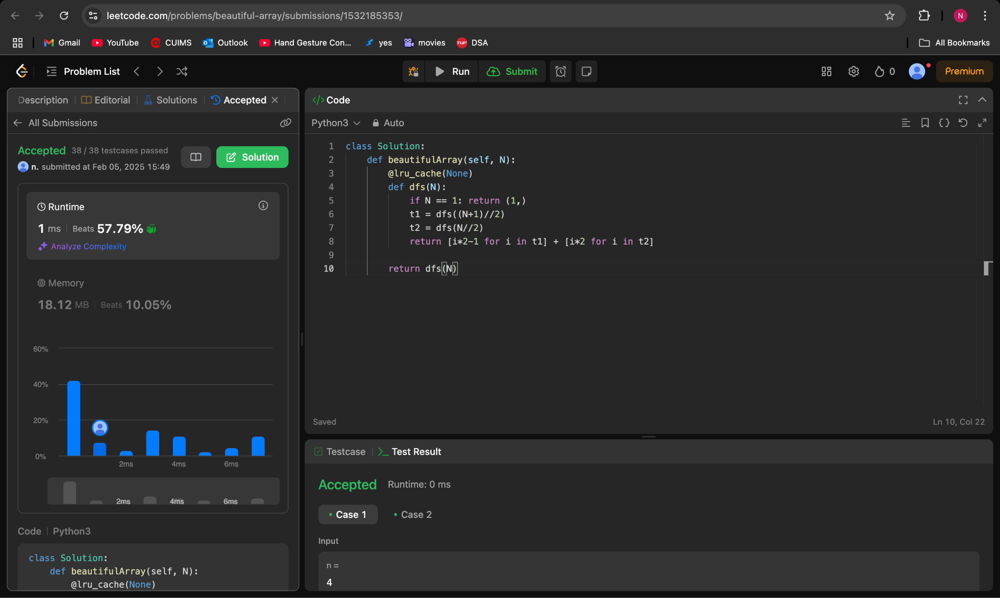 leetcode.com/problems/beautiful-array/submissions/1532185353/
N
Gmail YouTube CUIMS Outlook Hand Gesture Con... yes movies TUF DSA All Bookmarks
Problem List Run Submit 0 Premium
Description Editorial Solutions Accepted
All Submissions
Accepted 38 / 38 testcases passed
n. submitted at Feb 05, 2025 15:49
Solution
Runtime
1 ms Beats 57.79%
Analyze Complexity
Memory
18.12 MB Beats 10.05%
60%
40%
20%
0%
2ms 4ms 6ms
2ms 4ms 6ms
Code Python3
class Solution:
def beautifulArray(self, N):
@lru_cache(None)
</> Code
Python3 Auto
1 class Solution:
2 def beautifulArray(self, N):
3 @lru_cache(None)
4 def dfs(N):
5 if N == 1: return (1,)
6 t1 = dfs((N+1)//2)
7 t2 = dfs(N//2)
8 return [i*2-1 for i in t1] + [i*2 for i in t2]
9
10 return dfs(N)
Saved Ln 10, Col 22
Testcase >_ Test Result
Accepted Runtime: 0 ms
• Case 1 • Case 2
Input
n =
4